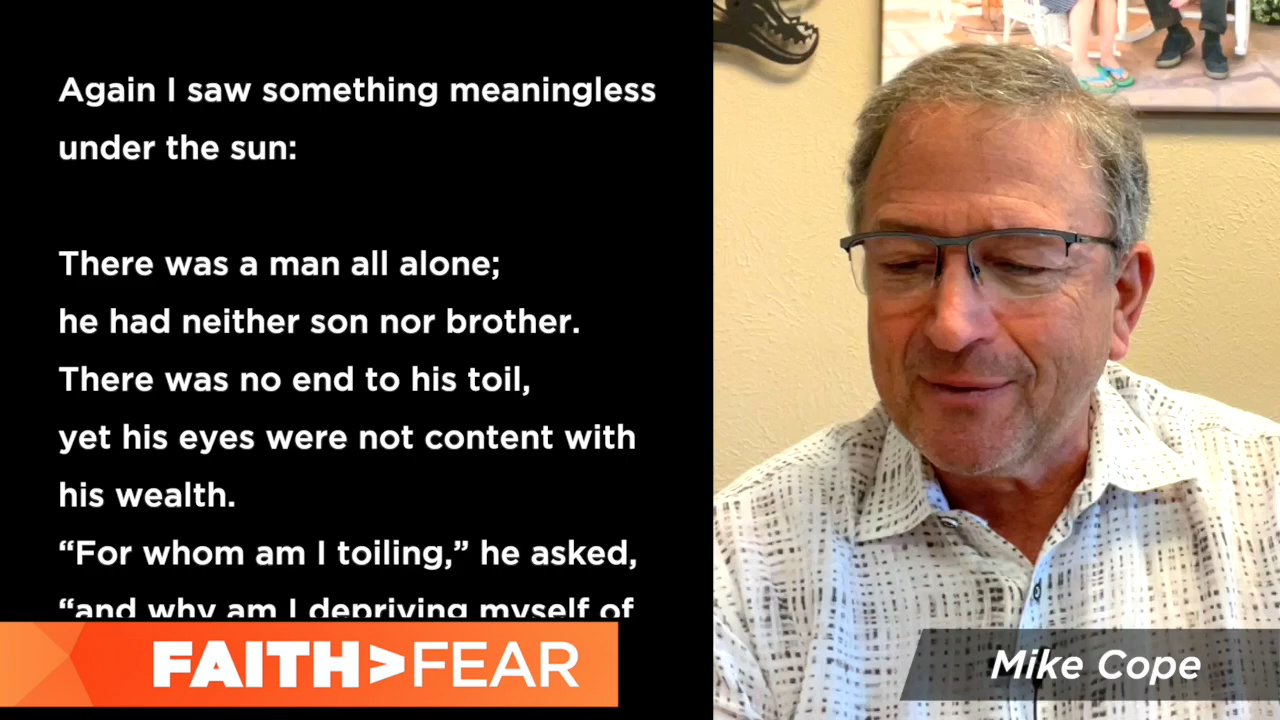 Again I saw something meaningless
under the sun:
There was a man all alone;
he had neither son nor brother.
There was no end to his toil,
yet his eyes were not content with
his wealth.
“For whom am I toiling,” he asked,
“and why am I depriving myself of
FAITH>FEAR
Mike Cope